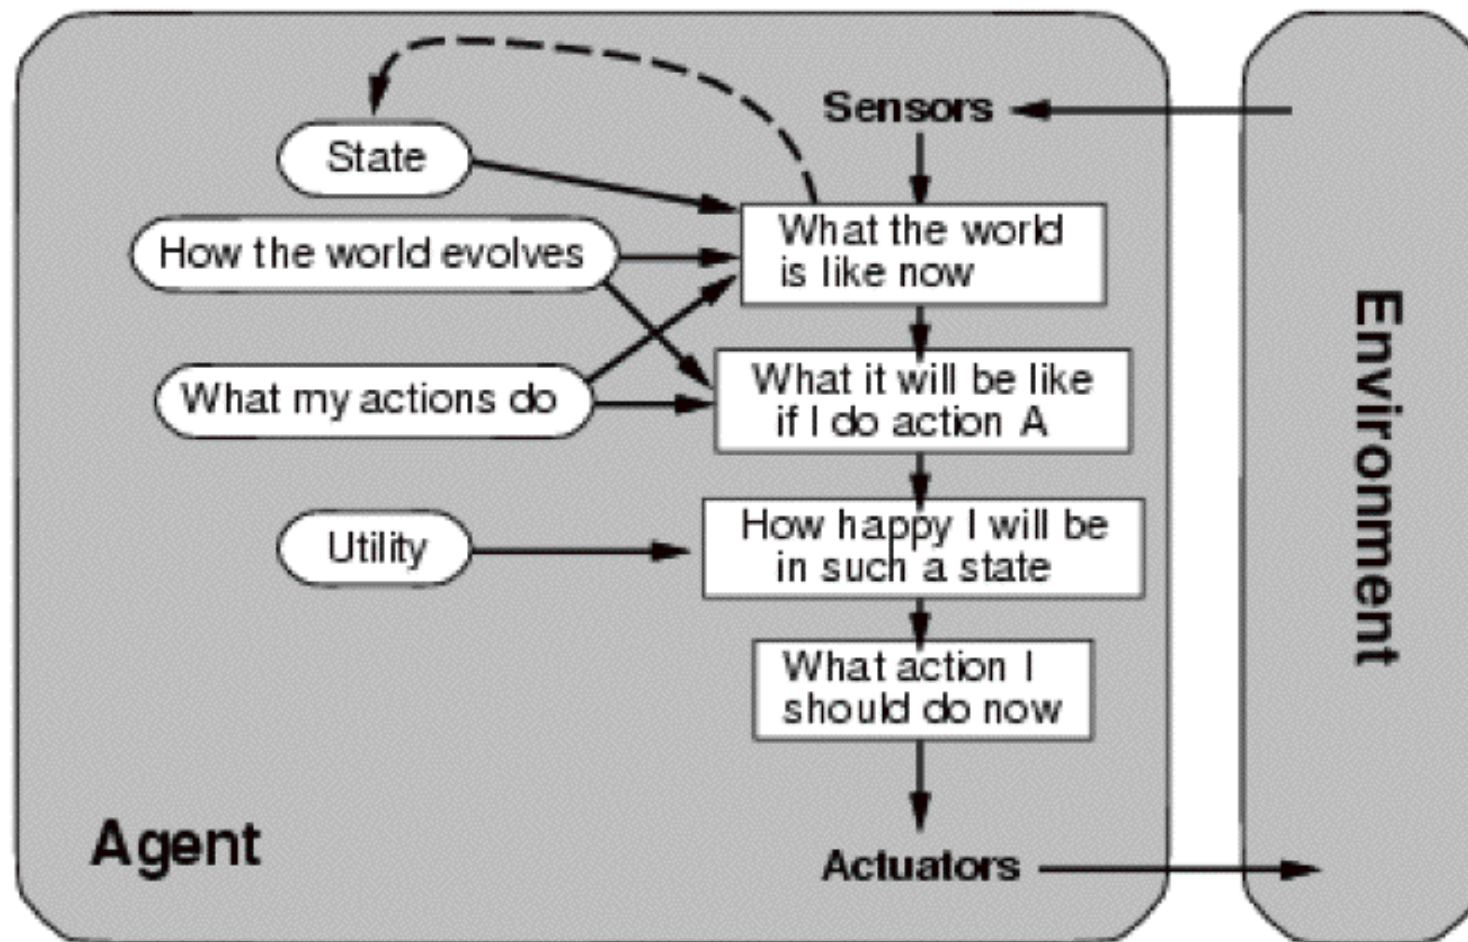 Sensors
State
What the world
is like now
How the world evolves
What it will be like
if I do action A
What my actions do
How happy I will be
in such a state
Utility
What action I
should do now
Environment
Agent
Actuators